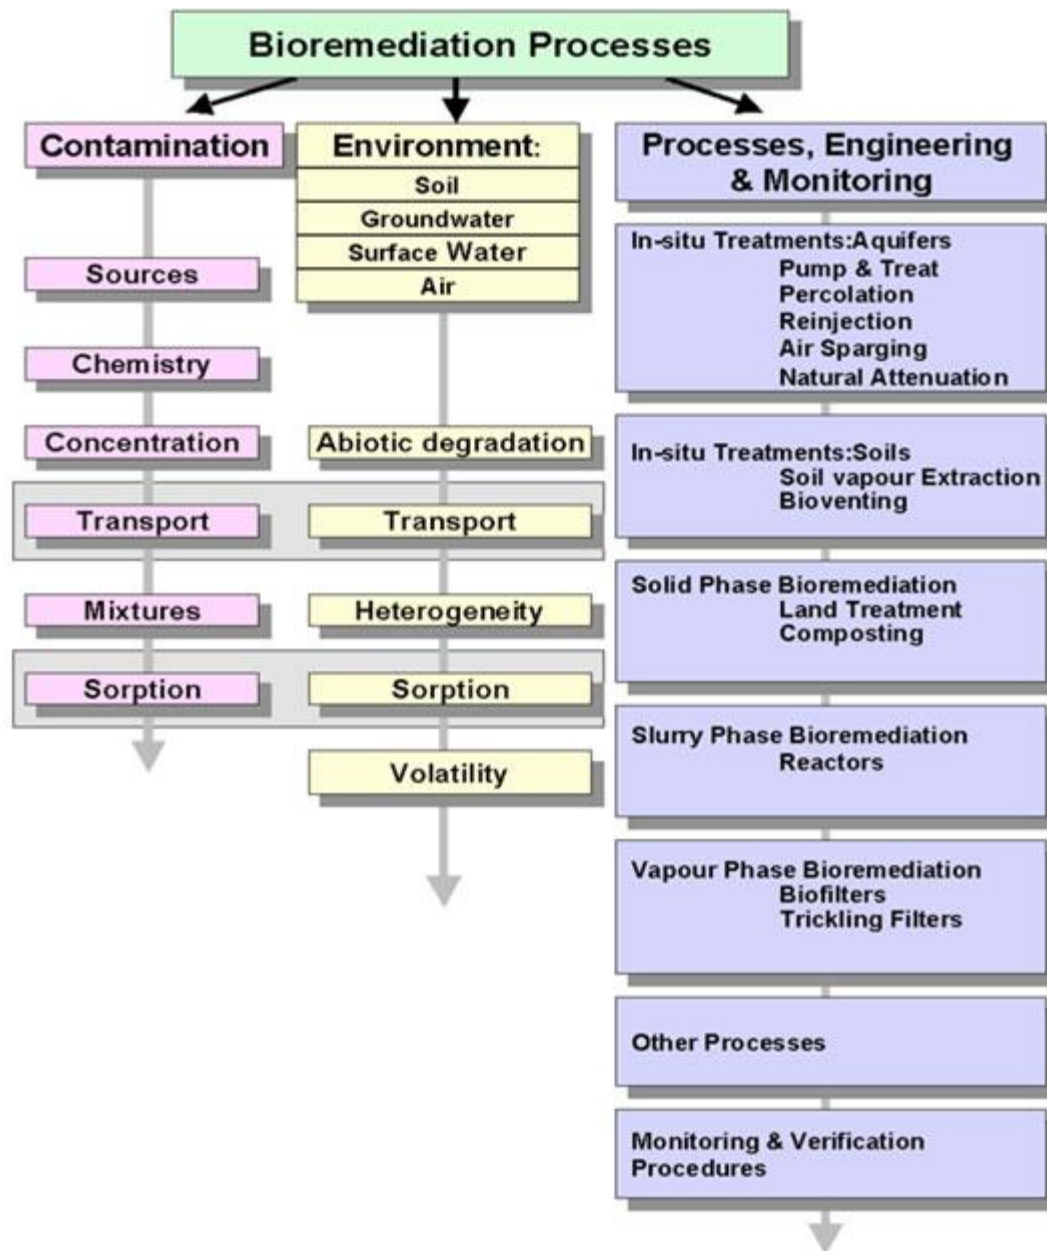 Bioremediation Processes
Contamination
Sources
Chemistry
Concentration
Transport
Mixtures
Sorption
Environment:
Soil
Groundwater
Surface Water
Air
Abiotic degradation
Transport
Heterogeneity
Sorption
Volatility
Processes, Engineering
& Monitoring
In-situ Treatments:Aquifers
Pump & Treat
Percolation
Reinjection
Air Sparging
Natural Attenuation
In-situ Treatments:Soils
Soil vapour Extraction
Bioventing
Solid Phase Bioremediation
Land Treatment
Composting
Slurry Phase Bioremediation
Reactors
Vapour Phase Bioremediation
Biofilters
Trickling Filters
Other Processes
Monitoring & Verification
Procedures